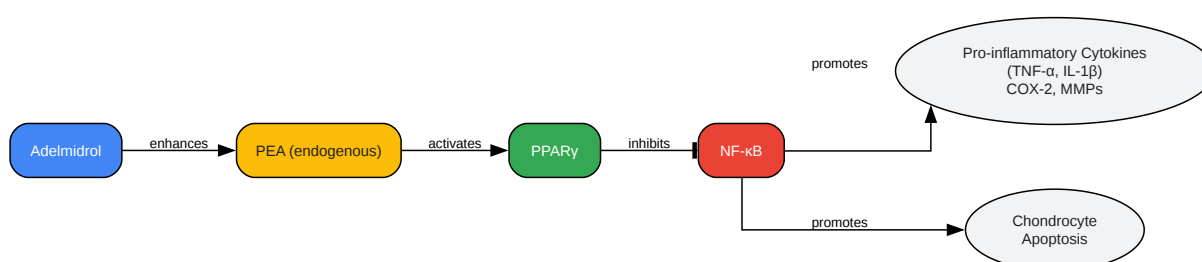 Adelmidrol
enhances
PEA (endogenous)
activates
PPARγ
inhibits
NF-κB
promotes
Pro-inflammatory Cytokines
(TNF-α, IL-1β)
COX-2, MMPs
promotes
Chondrocyte
Apoptosis